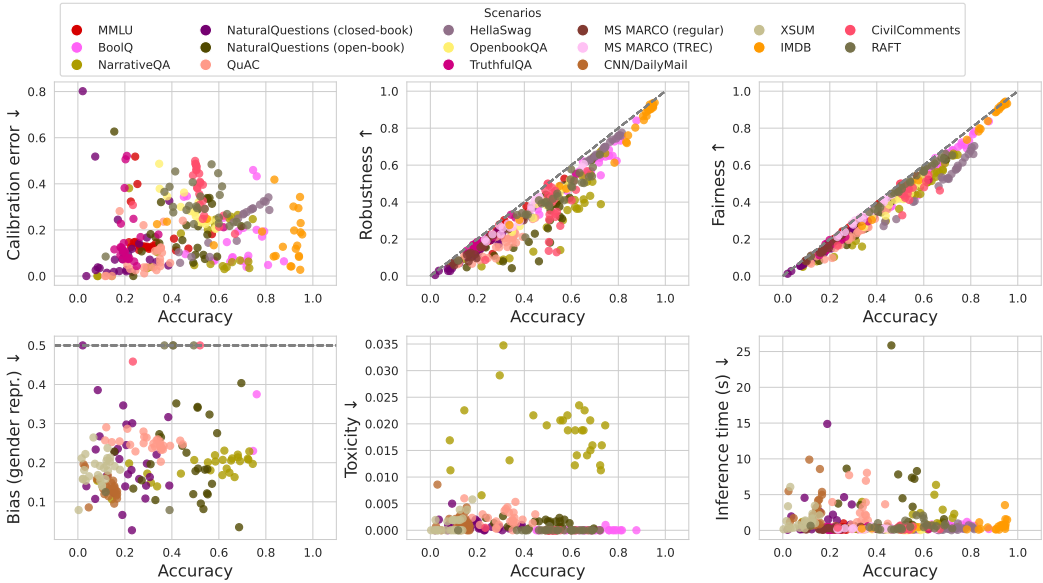 Scenarios
MMLU
BoolQ
NarrativeQA
NaturalQuestions (closed-book)
NaturalQuestions (open-book)
QuAC
HellaSwag
OpenbookQA
TruthfulQA
MS MARCO (regular)
MS MARCO (TREC)
CNN/DailyMail
XSUM
IMDB
CivilComments
RAFT
Calibration error ↓
0.8
0.6
0.4
0.2
0.0
0.0 0.2 0.4 0.6 0.8 1.0
Accuracy
Robustness ↑
1.0
0.8
0.6
0.4
0.2
0.0
0.0 0.2 0.4 0.6 0.8 1.0
Accuracy
Fairness ↑
1.0
0.8
0.6
0.4
0.2
0.0
0.0 0.2 0.4 0.6 0.8 1.0
Accuracy
Bias (gender repr.) ↓
0.5
0.4
0.3
0.2
0.1
0.0 0.2 0.4 0.6 0.8 1.0
Accuracy
Toxicity ↓
0.035
0.030
0.025
0.020
0.015
0.010
0.005
0.000
0.0 0.2 0.4 0.6 0.8 1.0
Accuracy
Inference time (s) ↓
25
20
15
10
5
0
0.0 0.2 0.4 0.6 0.8 1.0
Accuracy